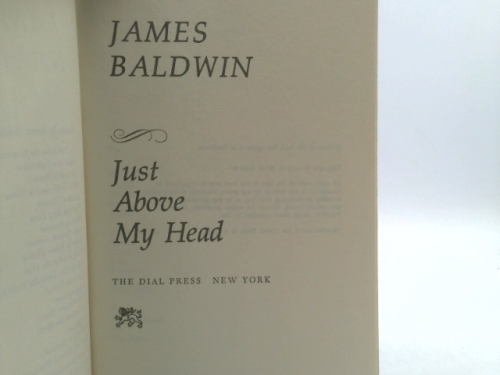 JAMES
BALDWIN
Just
Above
My Head
THE DIAL PRESS NEW YORK